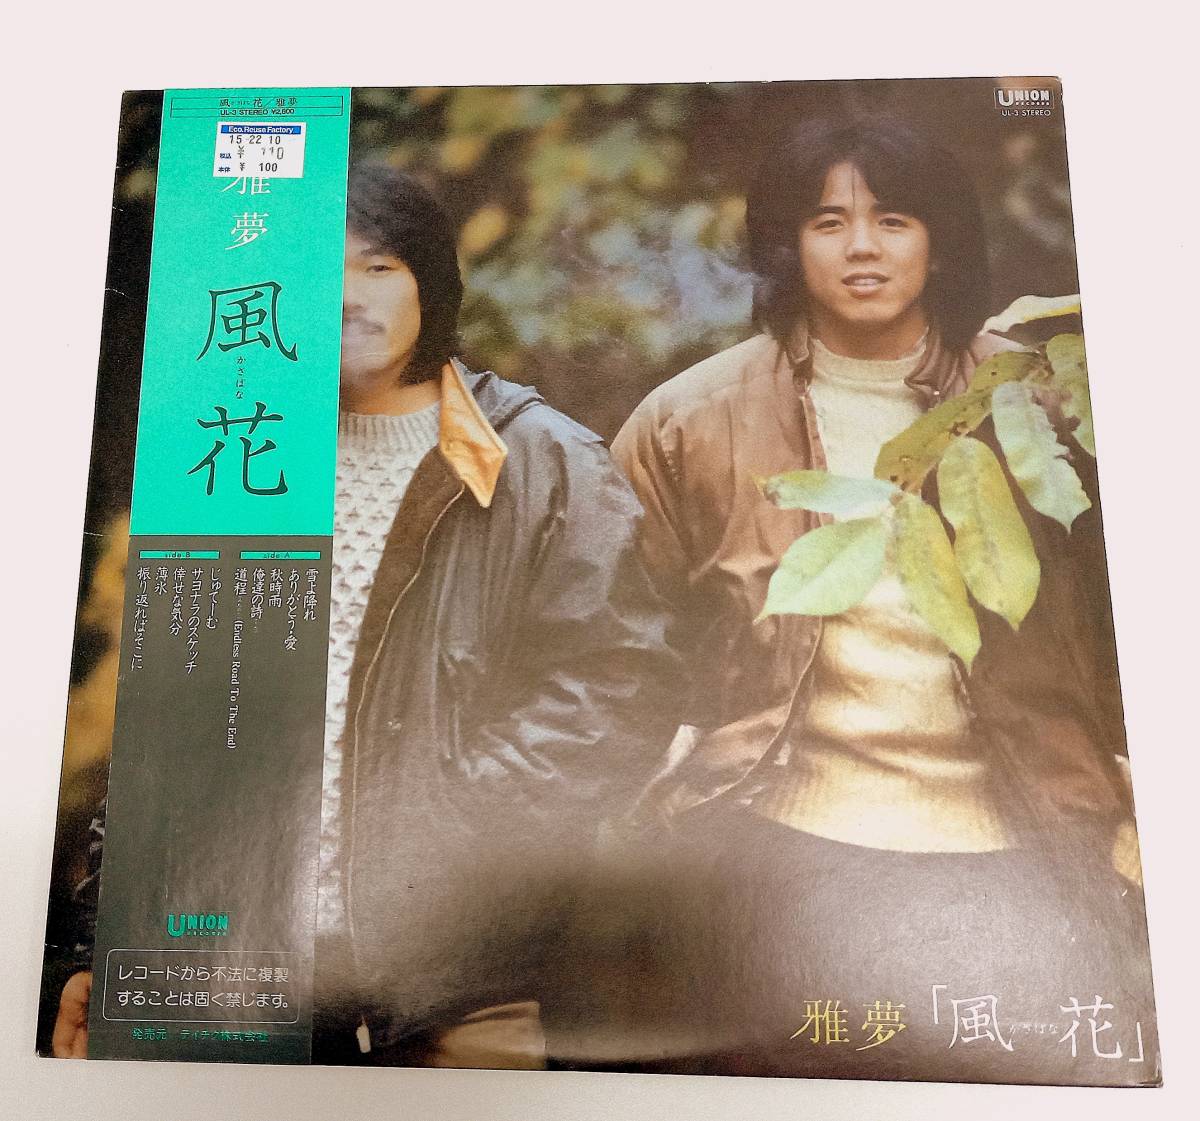 風かさばな花/雅夢
UL-3 STEREO ¥2,800
Eco.Reuse Factory
15 22 10
税込 ¥ 110
本体 ¥ 100
雅夢
風
かさばな
花
side A
雪よ降れ
ありがとう・愛
秋時雨
俺達の詩
道程 (Endless Road To The End)
side B
じゅてーむ
サヨナラのスケッチ
倖せな気分
薄氷
振り返ればそこに
UNION
RECORDS
レコードから不法に複製
することは固く禁じます。
発売元 テイチク株式会社
UNION
RECORDS
UL-3 STEREO
雅夢「風かさばな花」